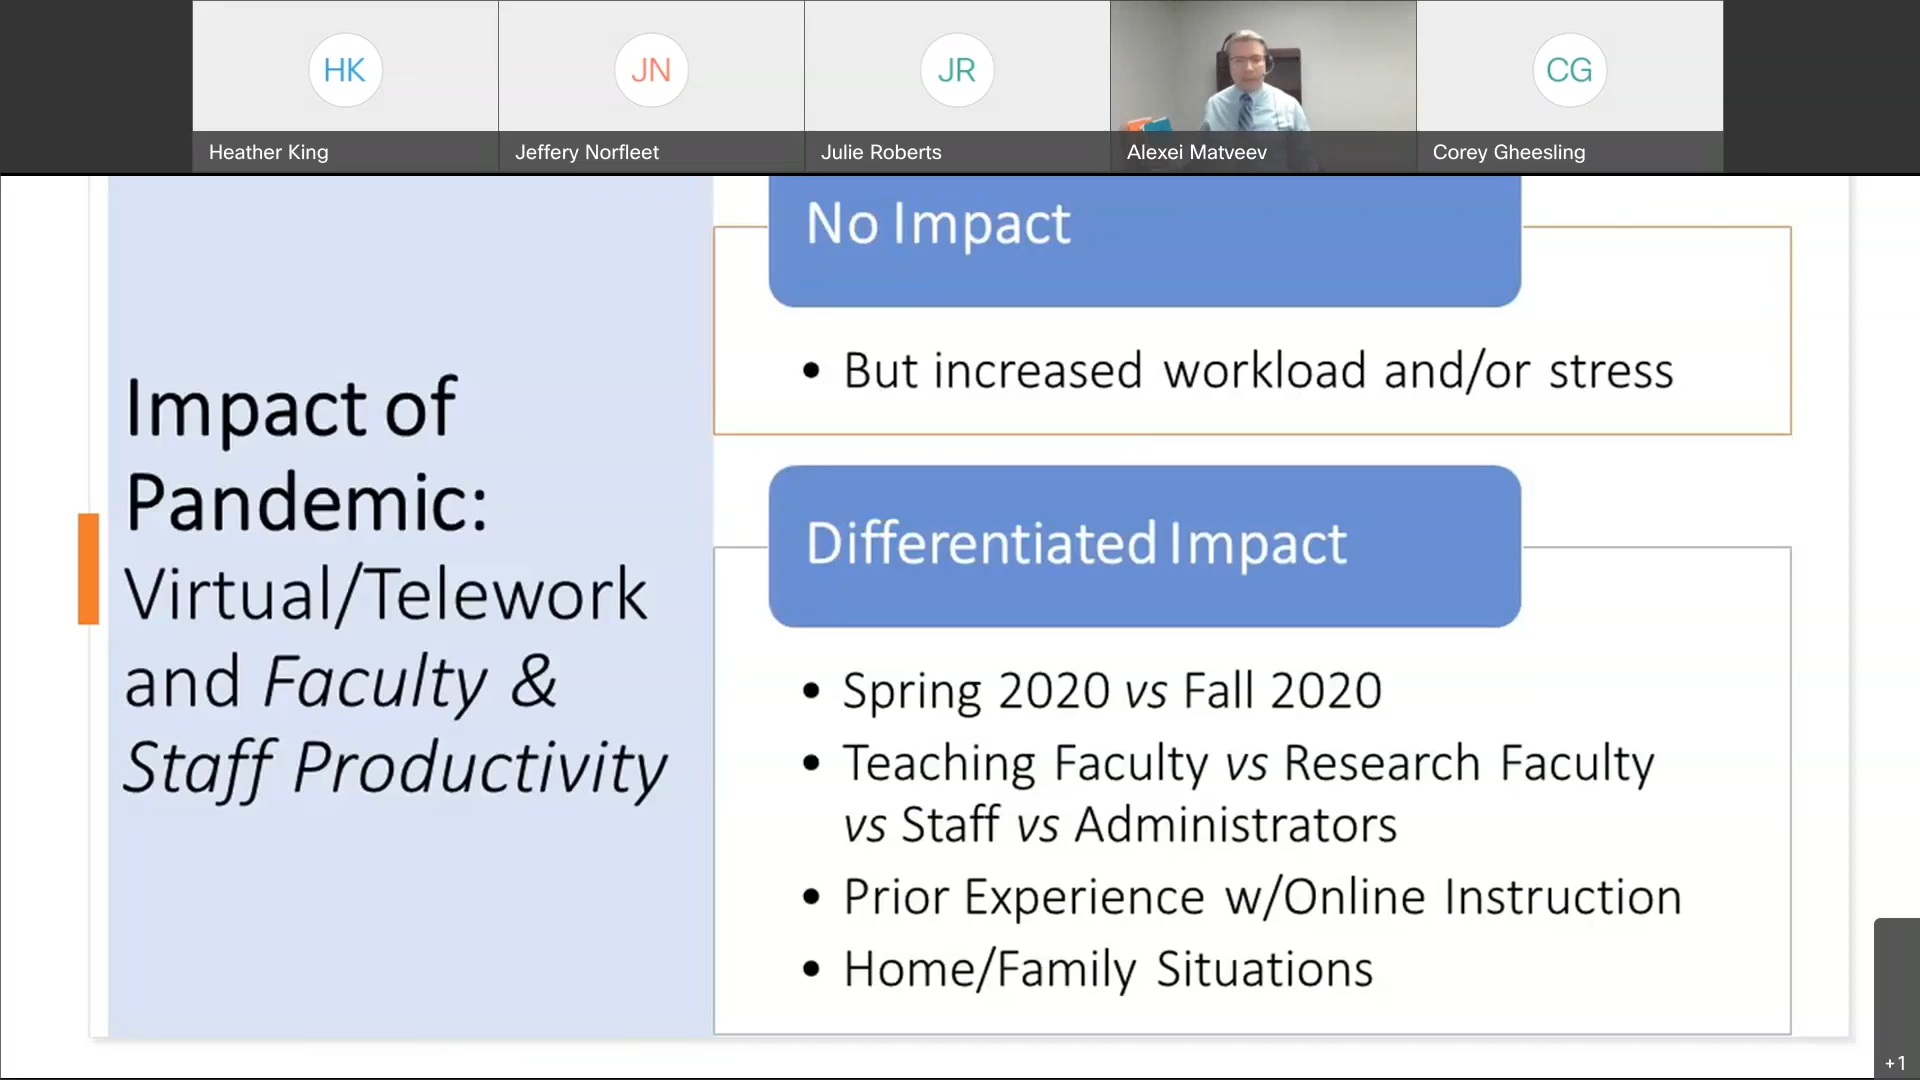 HK
JN
JR
CG
Heather King
Jeffery Norfleet
Julie Roberts
Alexei Matveev
Corey Gheesling
Impact of
Pandemic:
Virtual/Telework
and Faculty &
Staff Productivity
No Impact
• But increased workload and/or stress
Differentiated Impact
• Spring 2020 vs Fall 2020
• Teaching Faculty vs Research Faculty
vs Staff vs Administrators
• Prior Experience w/Online Instruction
• Home/Family Situations
+1